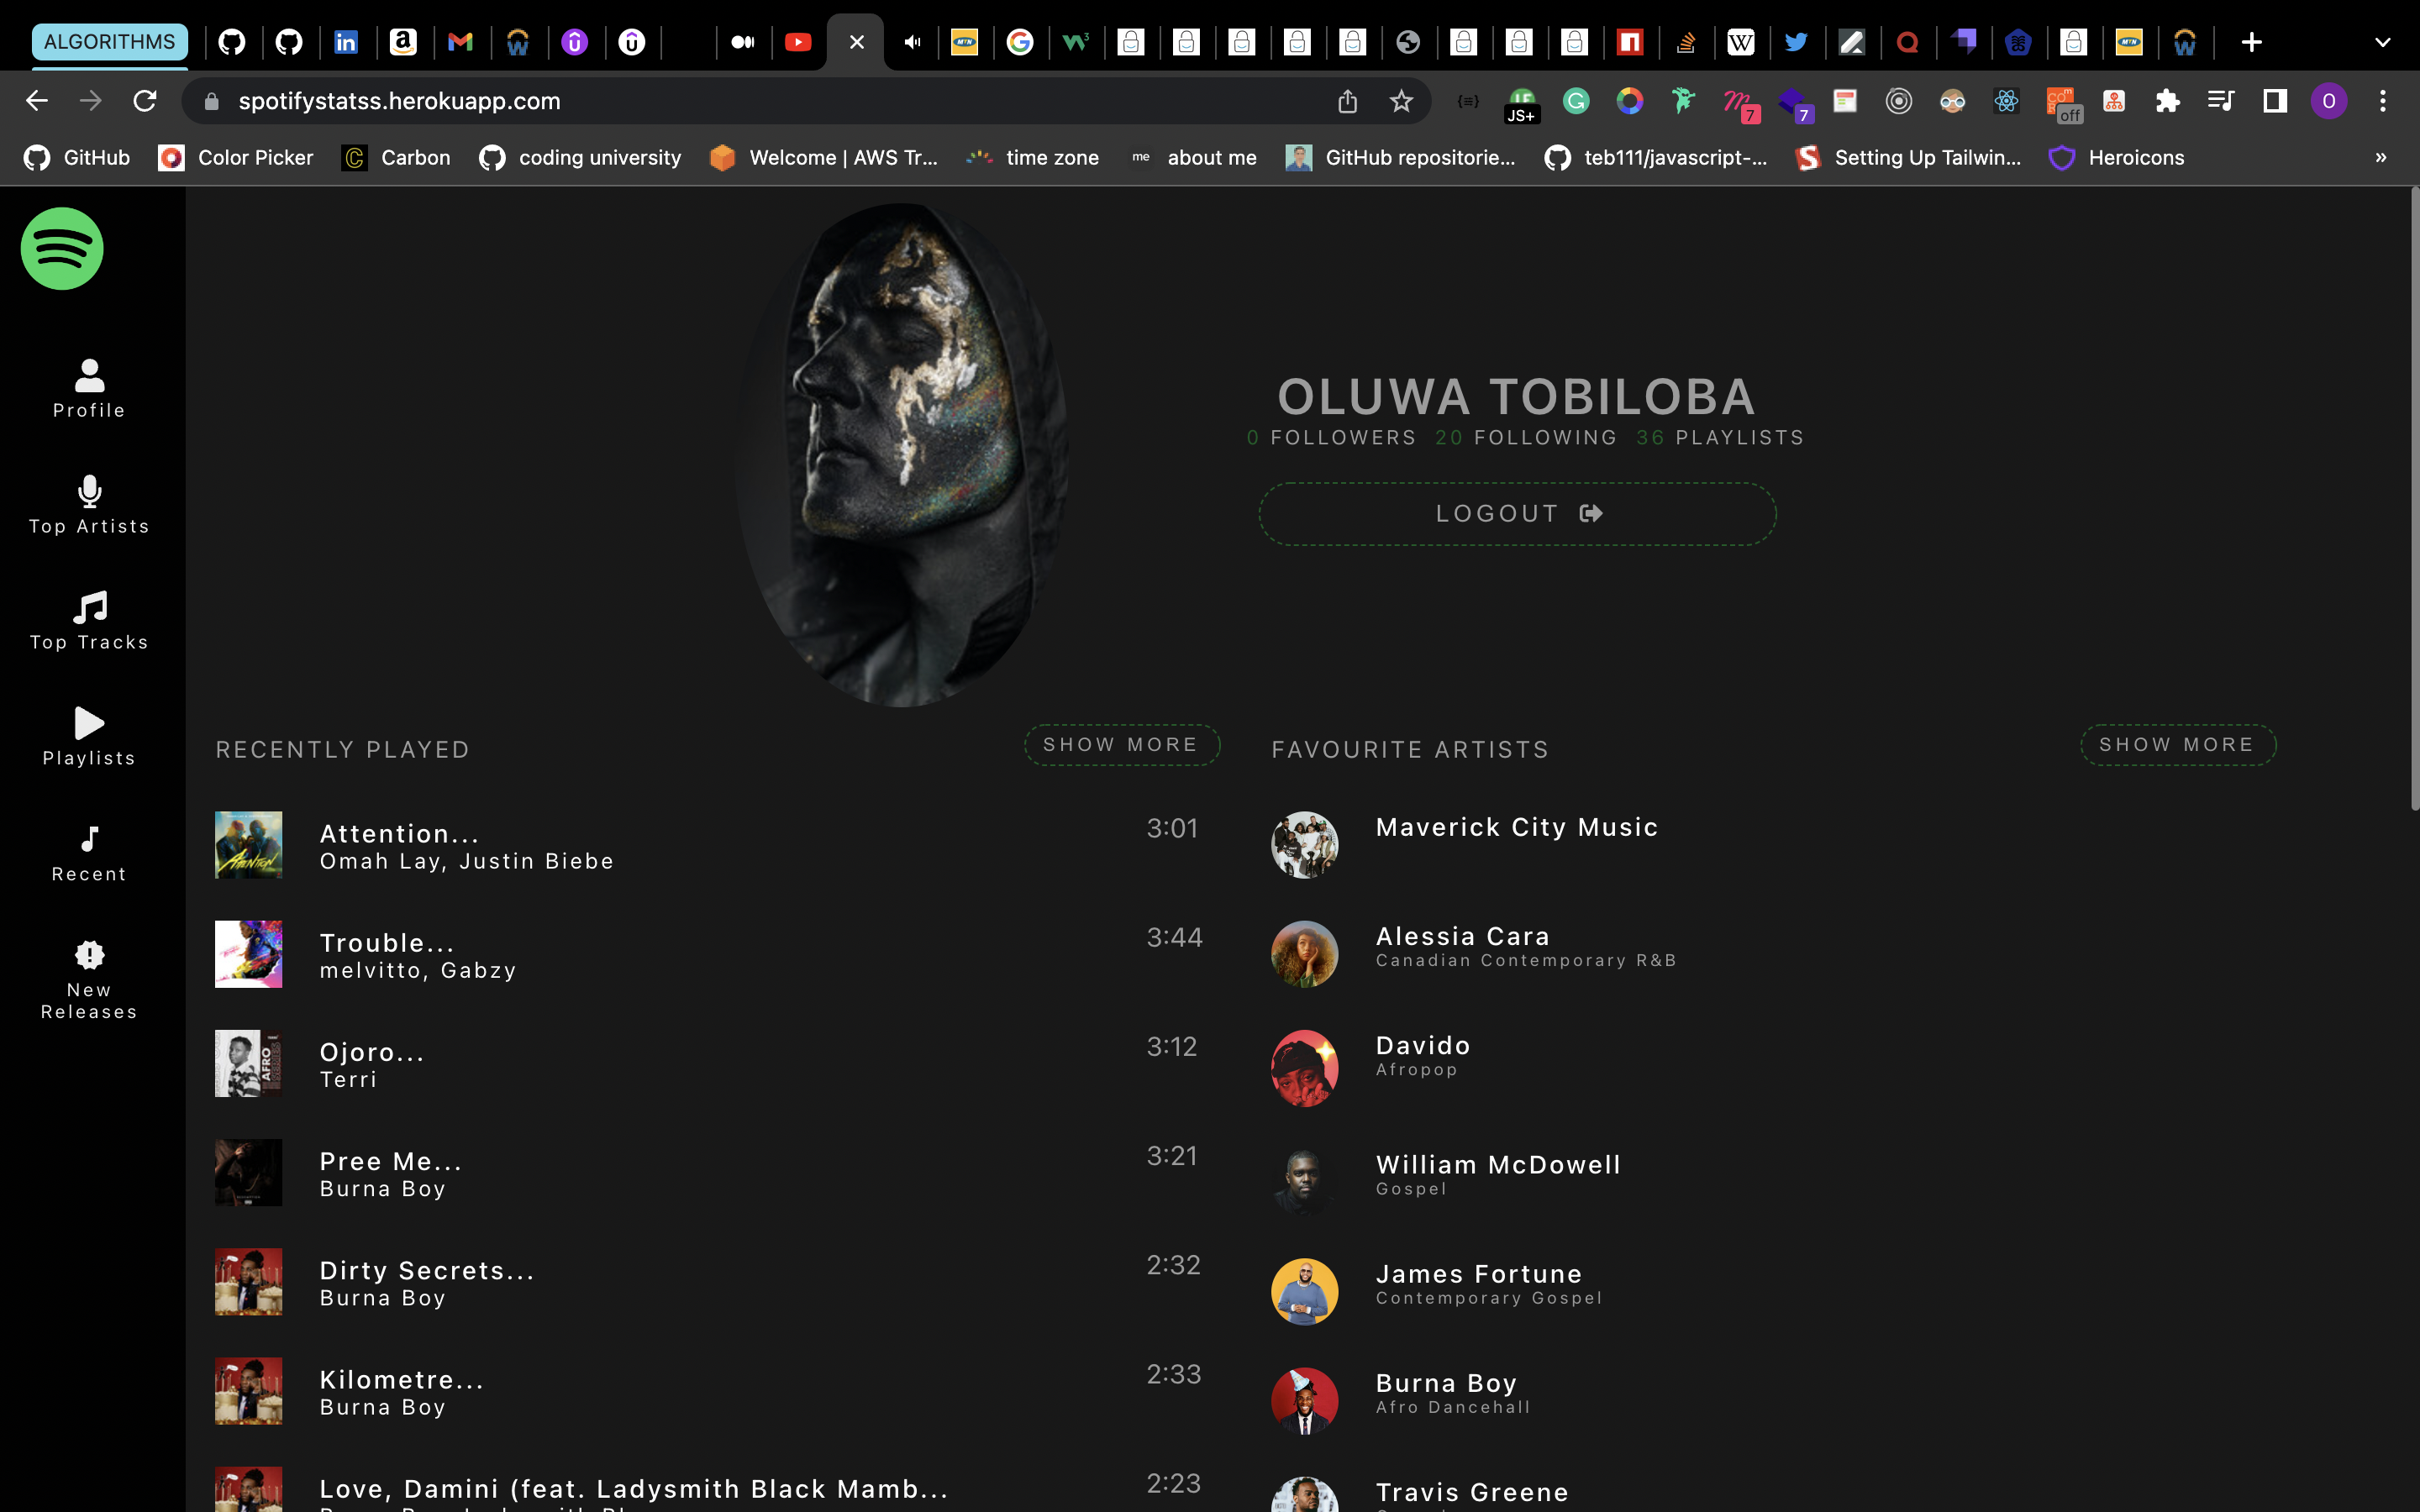 ALGORITHMS
spotifystatss.herokuapp.com
JS+
7
7
off
O
GitHub
Color Picker
Carbon
coding university
Welcome | AWS Tr...
time zone
me
about me
GitHub repositorie...
teb111/javascript-...
Setting Up Tailwin...
Heroicons
»
Profile
Top Artists
Top Tracks
Playlists
Recent
New
Releases
OLUWA TOBILOBA
0 FOLLOWERS 20 FOLLOWING 36 PLAYLISTS
LOGOUT
RECENTLY PLAYED
SHOW MORE
Attention...
Omah Lay, Justin Biebe
3:01
Trouble...
melvitto, Gabzy
3:44
Ojoro...
Terri
3:12
Pree Me...
Burna Boy
3:21
Dirty Secrets...
Burna Boy
2:32
Kilometre...
Burna Boy
2:33
Love, Damini (feat. Ladysmith Black Mamb...
2:23
FAVOURITE ARTISTS
SHOW MORE
Maverick City Music
Alessia Cara
Canadian Contemporary R&B
Davido
Afropop
William McDowell
Gospel
James Fortune
Contemporary Gospel
Burna Boy
Afro Dancehall
Travis Greene